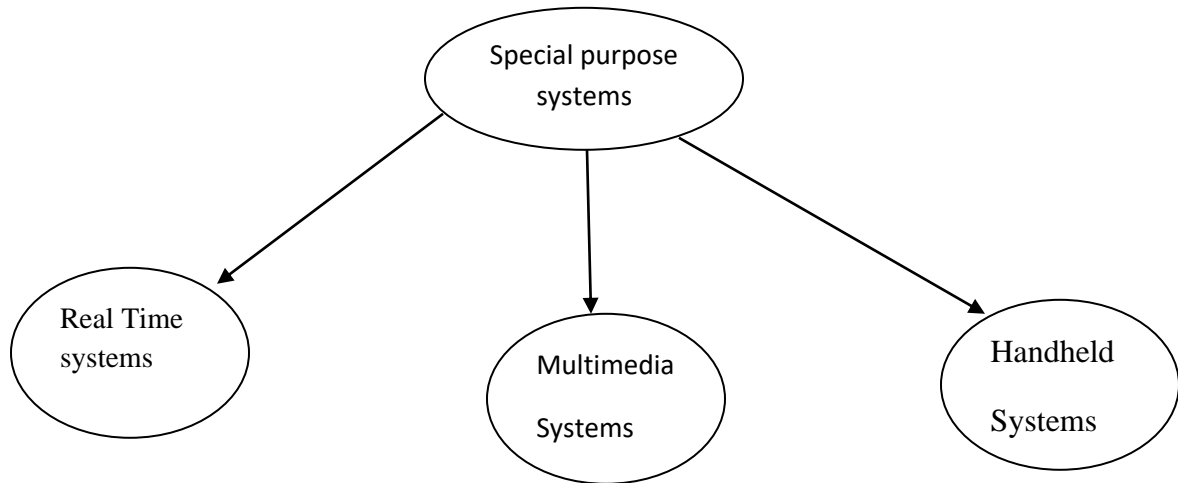 Special purpose
systems
Real Time
systems
Multimedia
Systems
Handheld
Systems